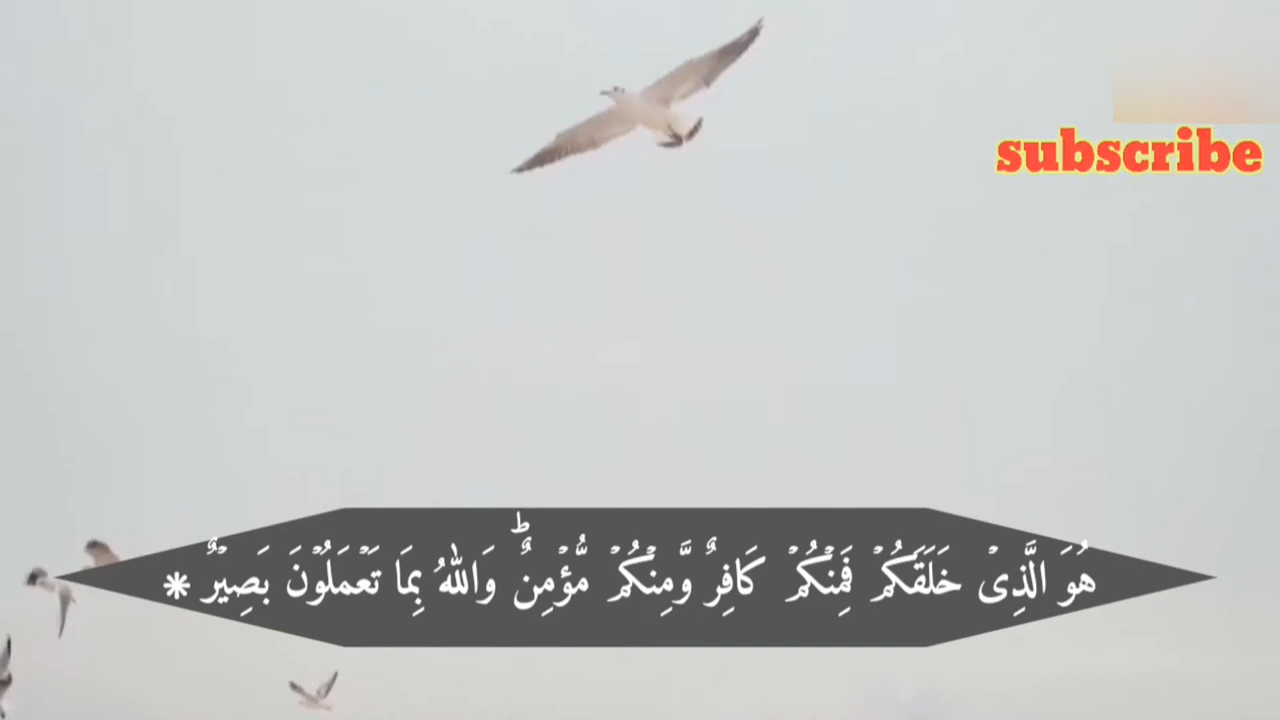 subscribe
هُوَ الَّذِىۡ خَلَقَكُمۡ فَمِنۡكُمۡ كَافِرٌ وَّمِنۡكُمۡ مُّؤۡمِنٌ‌ؕ وَاللّٰهُ بِمَا تَعۡمَلُوۡنَ بَصِيۡرٌ *